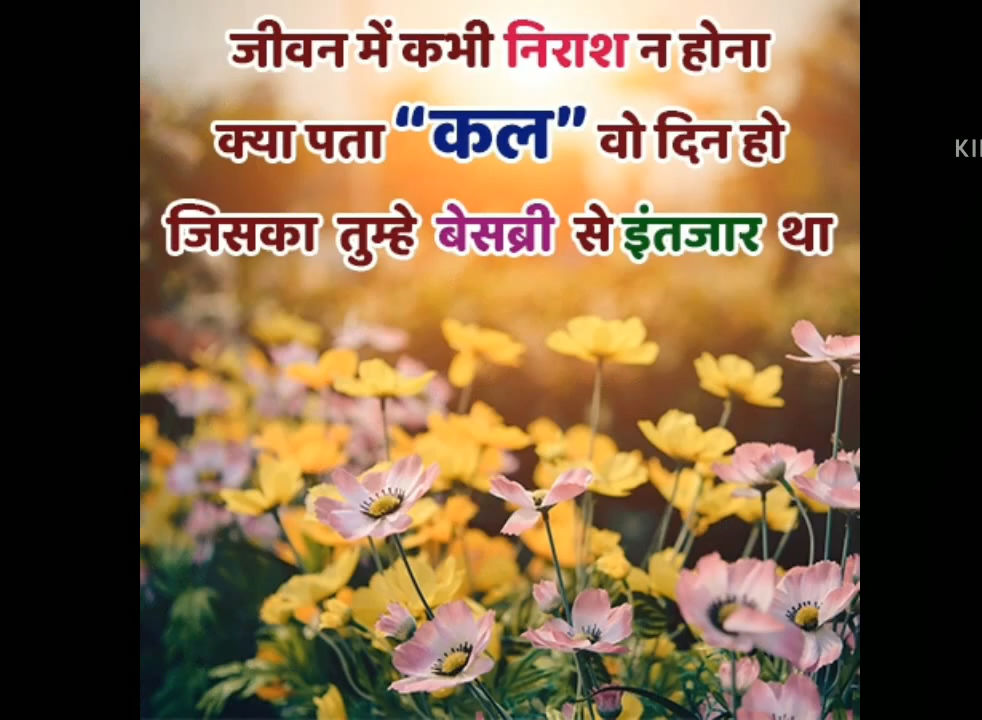 जीवन में कभी निराश न होना
क्या पता “कल” वो दिन हो
जिसका तुम्हे बेसब्री से इंतजार था